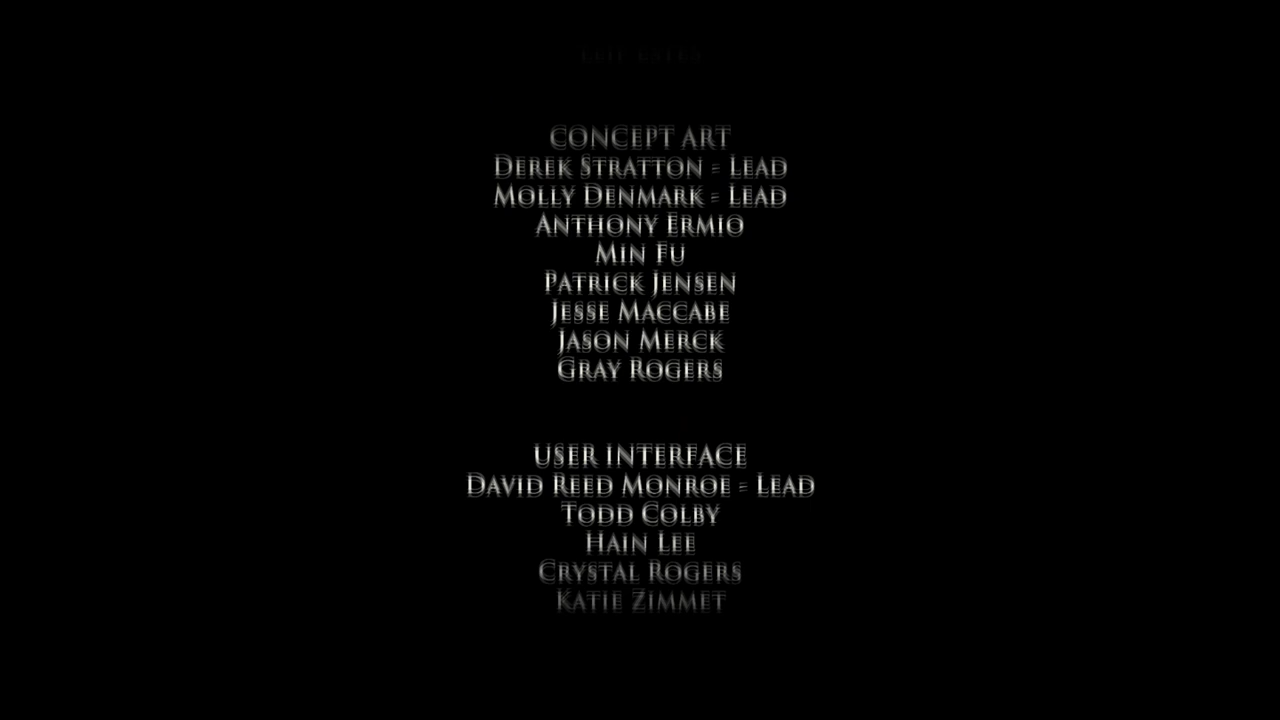 CONCEPT ART
DEREK STRATTON - LEAD
MOLLY DENMARK - LEAD
ANTHONY ERMIO
MIN FU
PATRICK JENSEN
JESSE MACCABE
JASON MERCK
GRAY ROGERS
USER INTERFACE
DAVID REED MONROE - LEAD
TODD COLBY
HAIN LEE
CRYSTAL ROGERS
KATIE ZIMMET